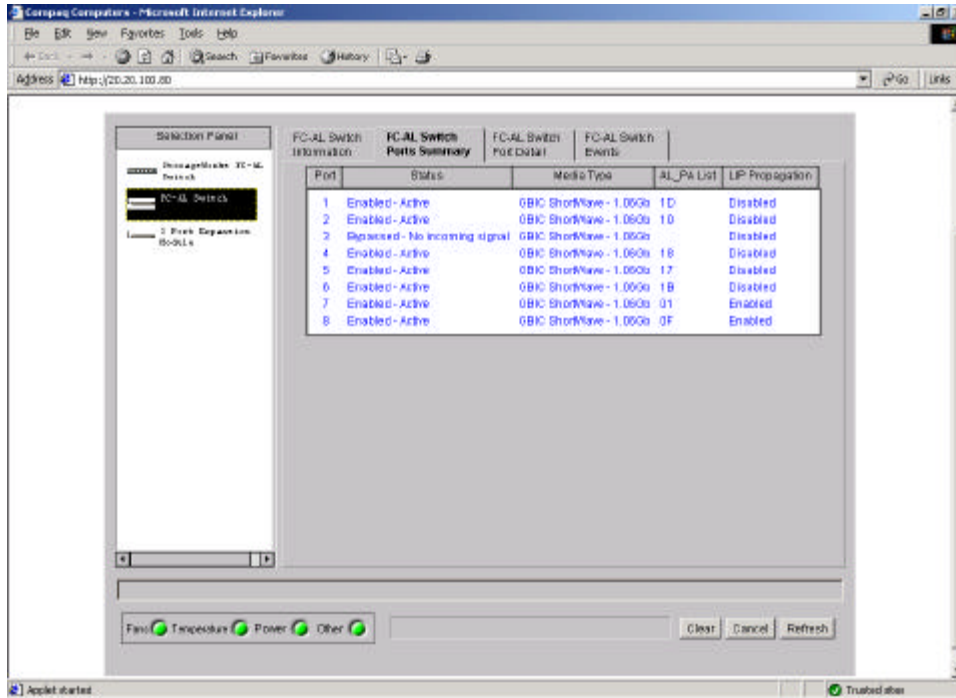 Compaq Computers - Microsoft Internet Explorer
File Edit View Favorites Tools Help
Back Search Favorites History
Address http://20.20.100.80 Go Links
Selection Panel
StorageWorks FC-AL Switch
FC-AL Switch
3 Port Expansion Module
FC-AL Switch Information
FC-AL Switch Ports Summary
FC-AL Switch Port Detail
FC-AL Switch Events
Port Status Media Type AL_PA List LIP Propagation
1 Enabled - Active GBIC ShortWave - 1.06Gb 1D Disabled
2 Enabled - Active GBIC ShortWave - 1.06Gb 10 Disabled
3 Bypassed - No incoming signal GBIC ShortWave - 1.06Gb Disabled
4 Enabled - Active GBIC ShortWave - 1.06Gb 18 Disabled
5 Enabled - Active GBIC ShortWave - 1.06Gb 17 Disabled
6 Enabled - Active GBIC ShortWave - 1.06Gb 1B Disabled
7 Enabled - Active GBIC ShortWave - 1.06Gb 01 Enabled
8 Enabled - Active GBIC ShortWave - 1.06Gb 0F Enabled
Fans Temperature Power Other
Clear Cancel Refresh
Applet started Trusted sites